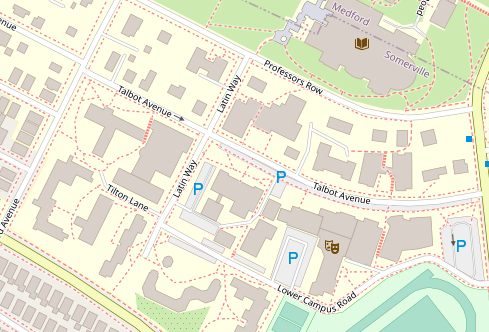 Medford
Somerville
Professors Row
Talbot Avenue
Latin Way
Latin Way
Talbot Avenue
Tilton Lane
Lower Campus Road
Avenue
P
P
P
P